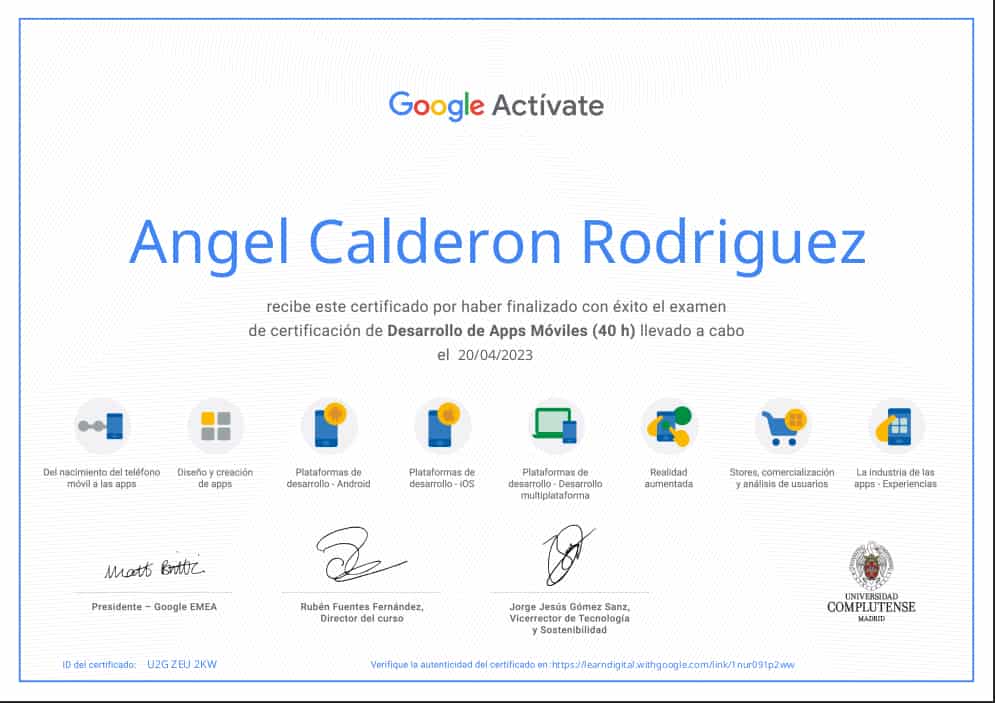 Google Actívate
Angel Calderon Rodriguez
recibe este certificado por haber finalizado con éxito el examen
de certificación de Desarrollo de Apps Móviles (40 h) llevado a cabo
el 20/04/2023
Del nacimiento del teléfono
móvil a las apps
Diseño y creación
de apps
Plataformas de
desarrollo - Android
Plataformas de
desarrollo - iOS
Plataformas de
desarrollo - Desarrollo
multiplataforma
Realidad
aumentada
Stores, comercialización
y análisis de usuarios
La industria de las
apps - Experiencias
Presidente – Google EMEA
Rubén Fuentes Fernández,
Director del curso
Jorge Jesús Gómez Sanz,
Vicerrector de Tecnología
y Sostenibilidad
UNIVERSIDAD
COMPLUTENSE
MADRID
ID del certificado: U2G ZEU 2KW
Verifique la autenticidad del certificado en:https://learndigital.withgoogle.com/link/1nur091p2ww